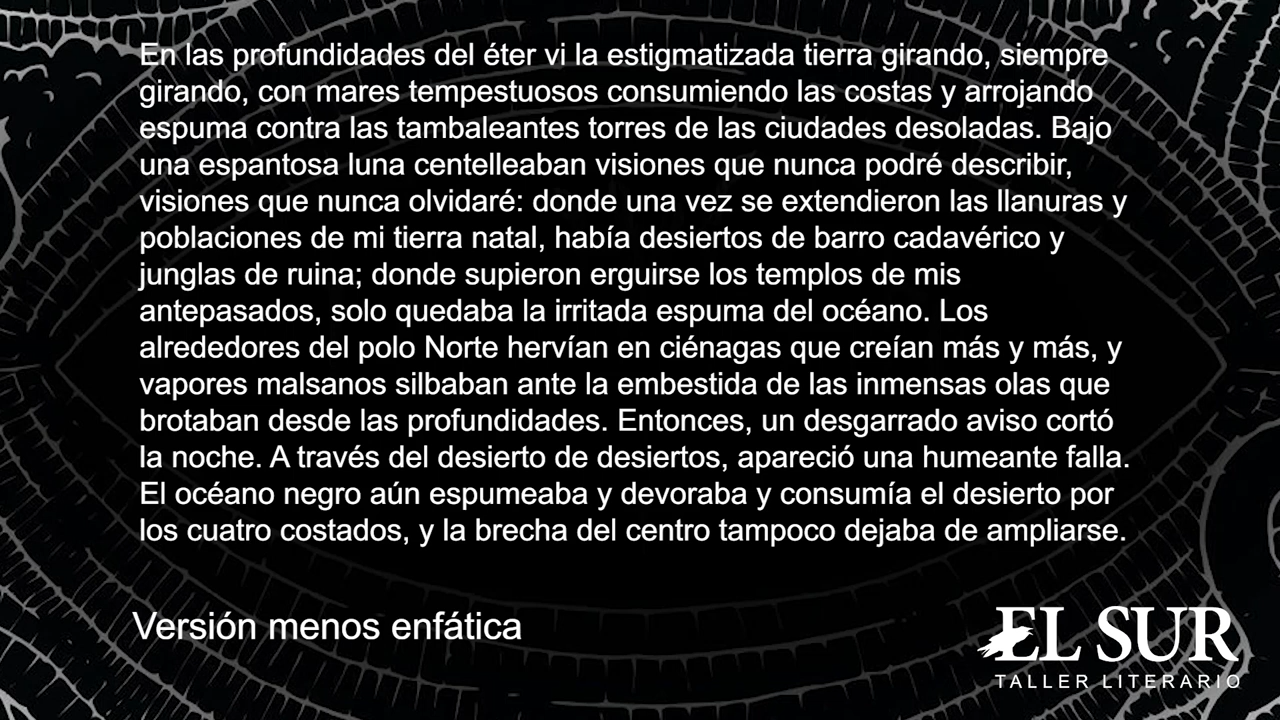 En las profundidades del éter vi la estigmatizada tierra girando, siempre
girando, con mares tempestuosos consumiendo las costas y arrojando
espuma contra las tambaleantes torres de las ciudades desoladas. Bajo
una espantosa luna centelleaban visiones que nunca podré describir,
visiones que nunca olvidaré: donde una vez se extendieron las llanuras y
poblaciones de mi tierra natal, había desiertos de barro cadavérico y
junglas de ruina; donde supieron erguirse los templos de mis
antepasados, solo quedaba la irritada espuma del océano. Los
alrededores del polo Norte hervían en ciénagas que creían más y más, y
vapores malsanos silbaban ante la embestida de las inmensas olas que
brotaban desde las profundidades. Entonces, un desgarrado aviso cortó
la noche. A través del desierto de desiertos, apareció una humeante falla.
El océano negro aún espumeaba y devoraba y consumía el desierto por
los cuatro costados, y la brecha del centro tampoco dejaba de ampliarse.
Versión menos enfática
EL SUR
TALLER LITERARIO